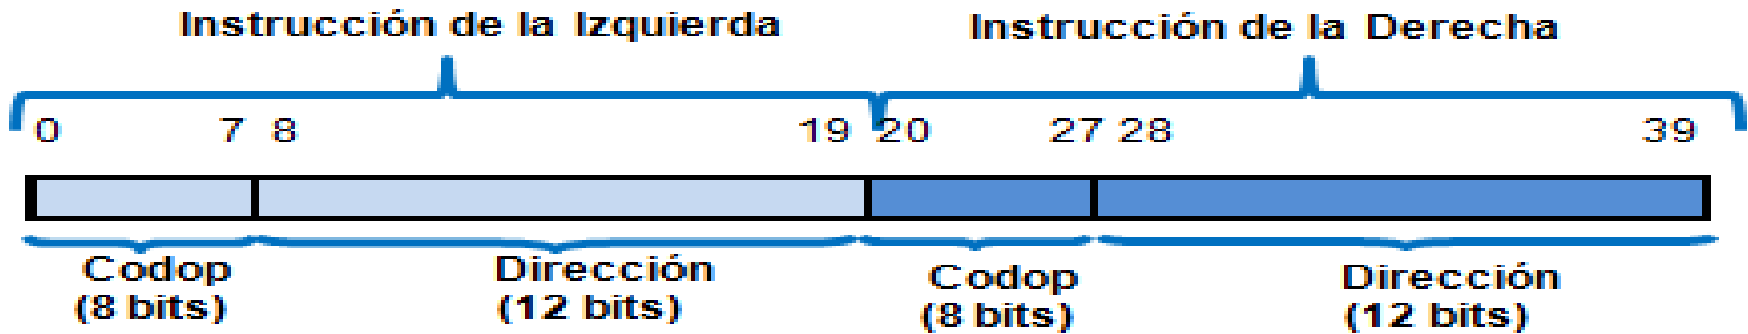 Instrucción de la Izquierda
Instrucción de la Derecha
0 7 8 19 20 27 28 39
Codop
(8 bits)
Dirección
(12 bits)
Codop
(8 bits)
Dirección
(12 bits)